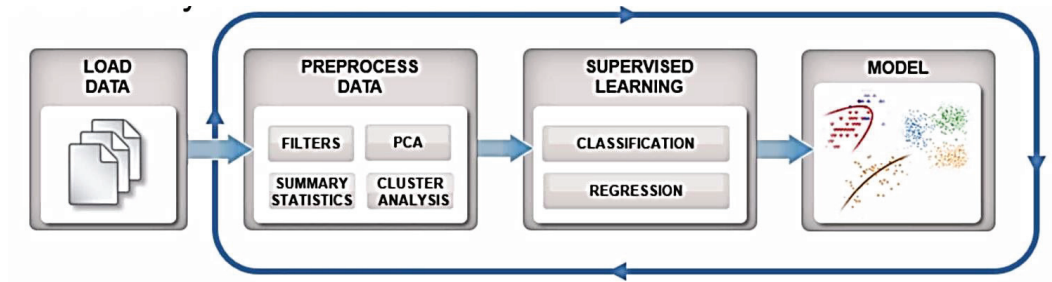 LOAD
DATA
PREPROCESS
DATA
FILTERS
PCA
SUMMARY
STATISTICS
CLUSTER
ANALYSIS
SUPERVISED
LEARNING
CLASSIFICATION
REGRESSION
MODEL